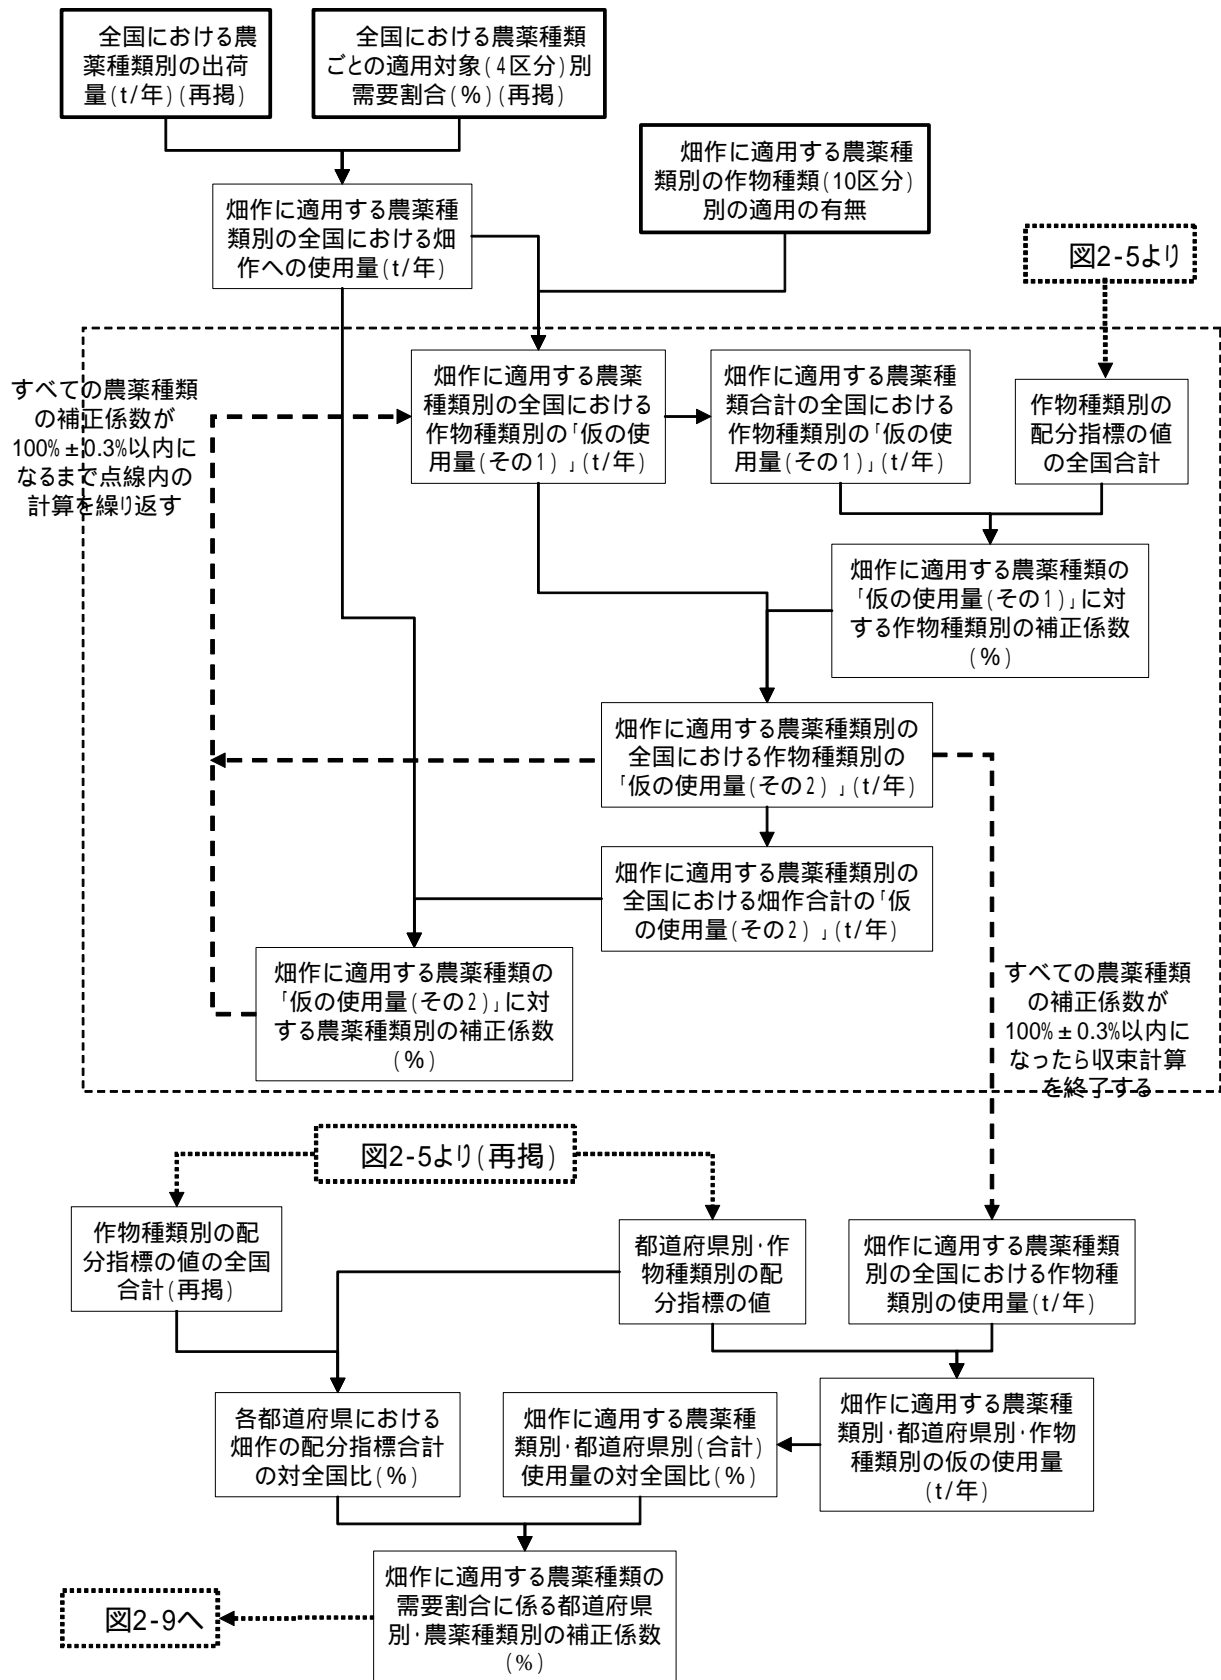 全国における農
薬種類別の出荷
量(t/年)(再掲)
全国における農薬種類
ごとの適用対象(4区分)別
需要割合(%)(再掲)
畑作に適用する農薬種
類別の作物種類(10区分)
別の適用の有無
畑作に適用する農薬種
類別の全国における畑
作への使用量(t/年)
図2-5より
すべての農薬種類
の補正係数が
100%±0.3%以内に
なるまで点線内の
計算を繰り返す
畑作に適用する農薬
種類別の全国における
作物種類別の「仮の使
用量(その1)」(t/年)
畑作に適用する農薬種
類合計の全国における
作物種類別の「仮の使
用量(その1)」(t/年)
作物種類別の
配分指標の値
の全国合計
畑作に適用する農薬種類の
「仮の使用量(その1)」に対
する作物種類別の補正係数
(%)
畑作に適用する農薬種類別の
全国における作物種類別の
「仮の使用量(その2)」(t/年)
畑作に適用する農薬種類別の
全国における畑作合計の「仮
の使用量(その2)」(t/年)
畑作に適用する農薬種類の
「仮の使用量(その2)」に対
する農薬種類別の補正係数
(%)
すべての農薬種類
の補正係数が
100%±0.3%以内に
なったら収束計算
を終了する
図2-5より(再掲)
作物種類別の配
分指標の値の全国
合計(再掲)
都道府県別・作
物種類別の配
分指標の値
畑作に適用する農薬種類
別の全国における作物種
類別の使用量(t/年)
各都道府県における
畑作の配分指標合計
の対全国比(%)
畑作に適用する農薬種
類別・都道府県別(合計)
使用量の対全国比(%)
畑作に適用する農薬種
類別・都道府県別・作物
種類別の仮の使用量
(t/年)
畑作に適用する農薬種類の
需要割合に係る都道府県
別・農薬種類別の補正係数
(%)
図2-9へ